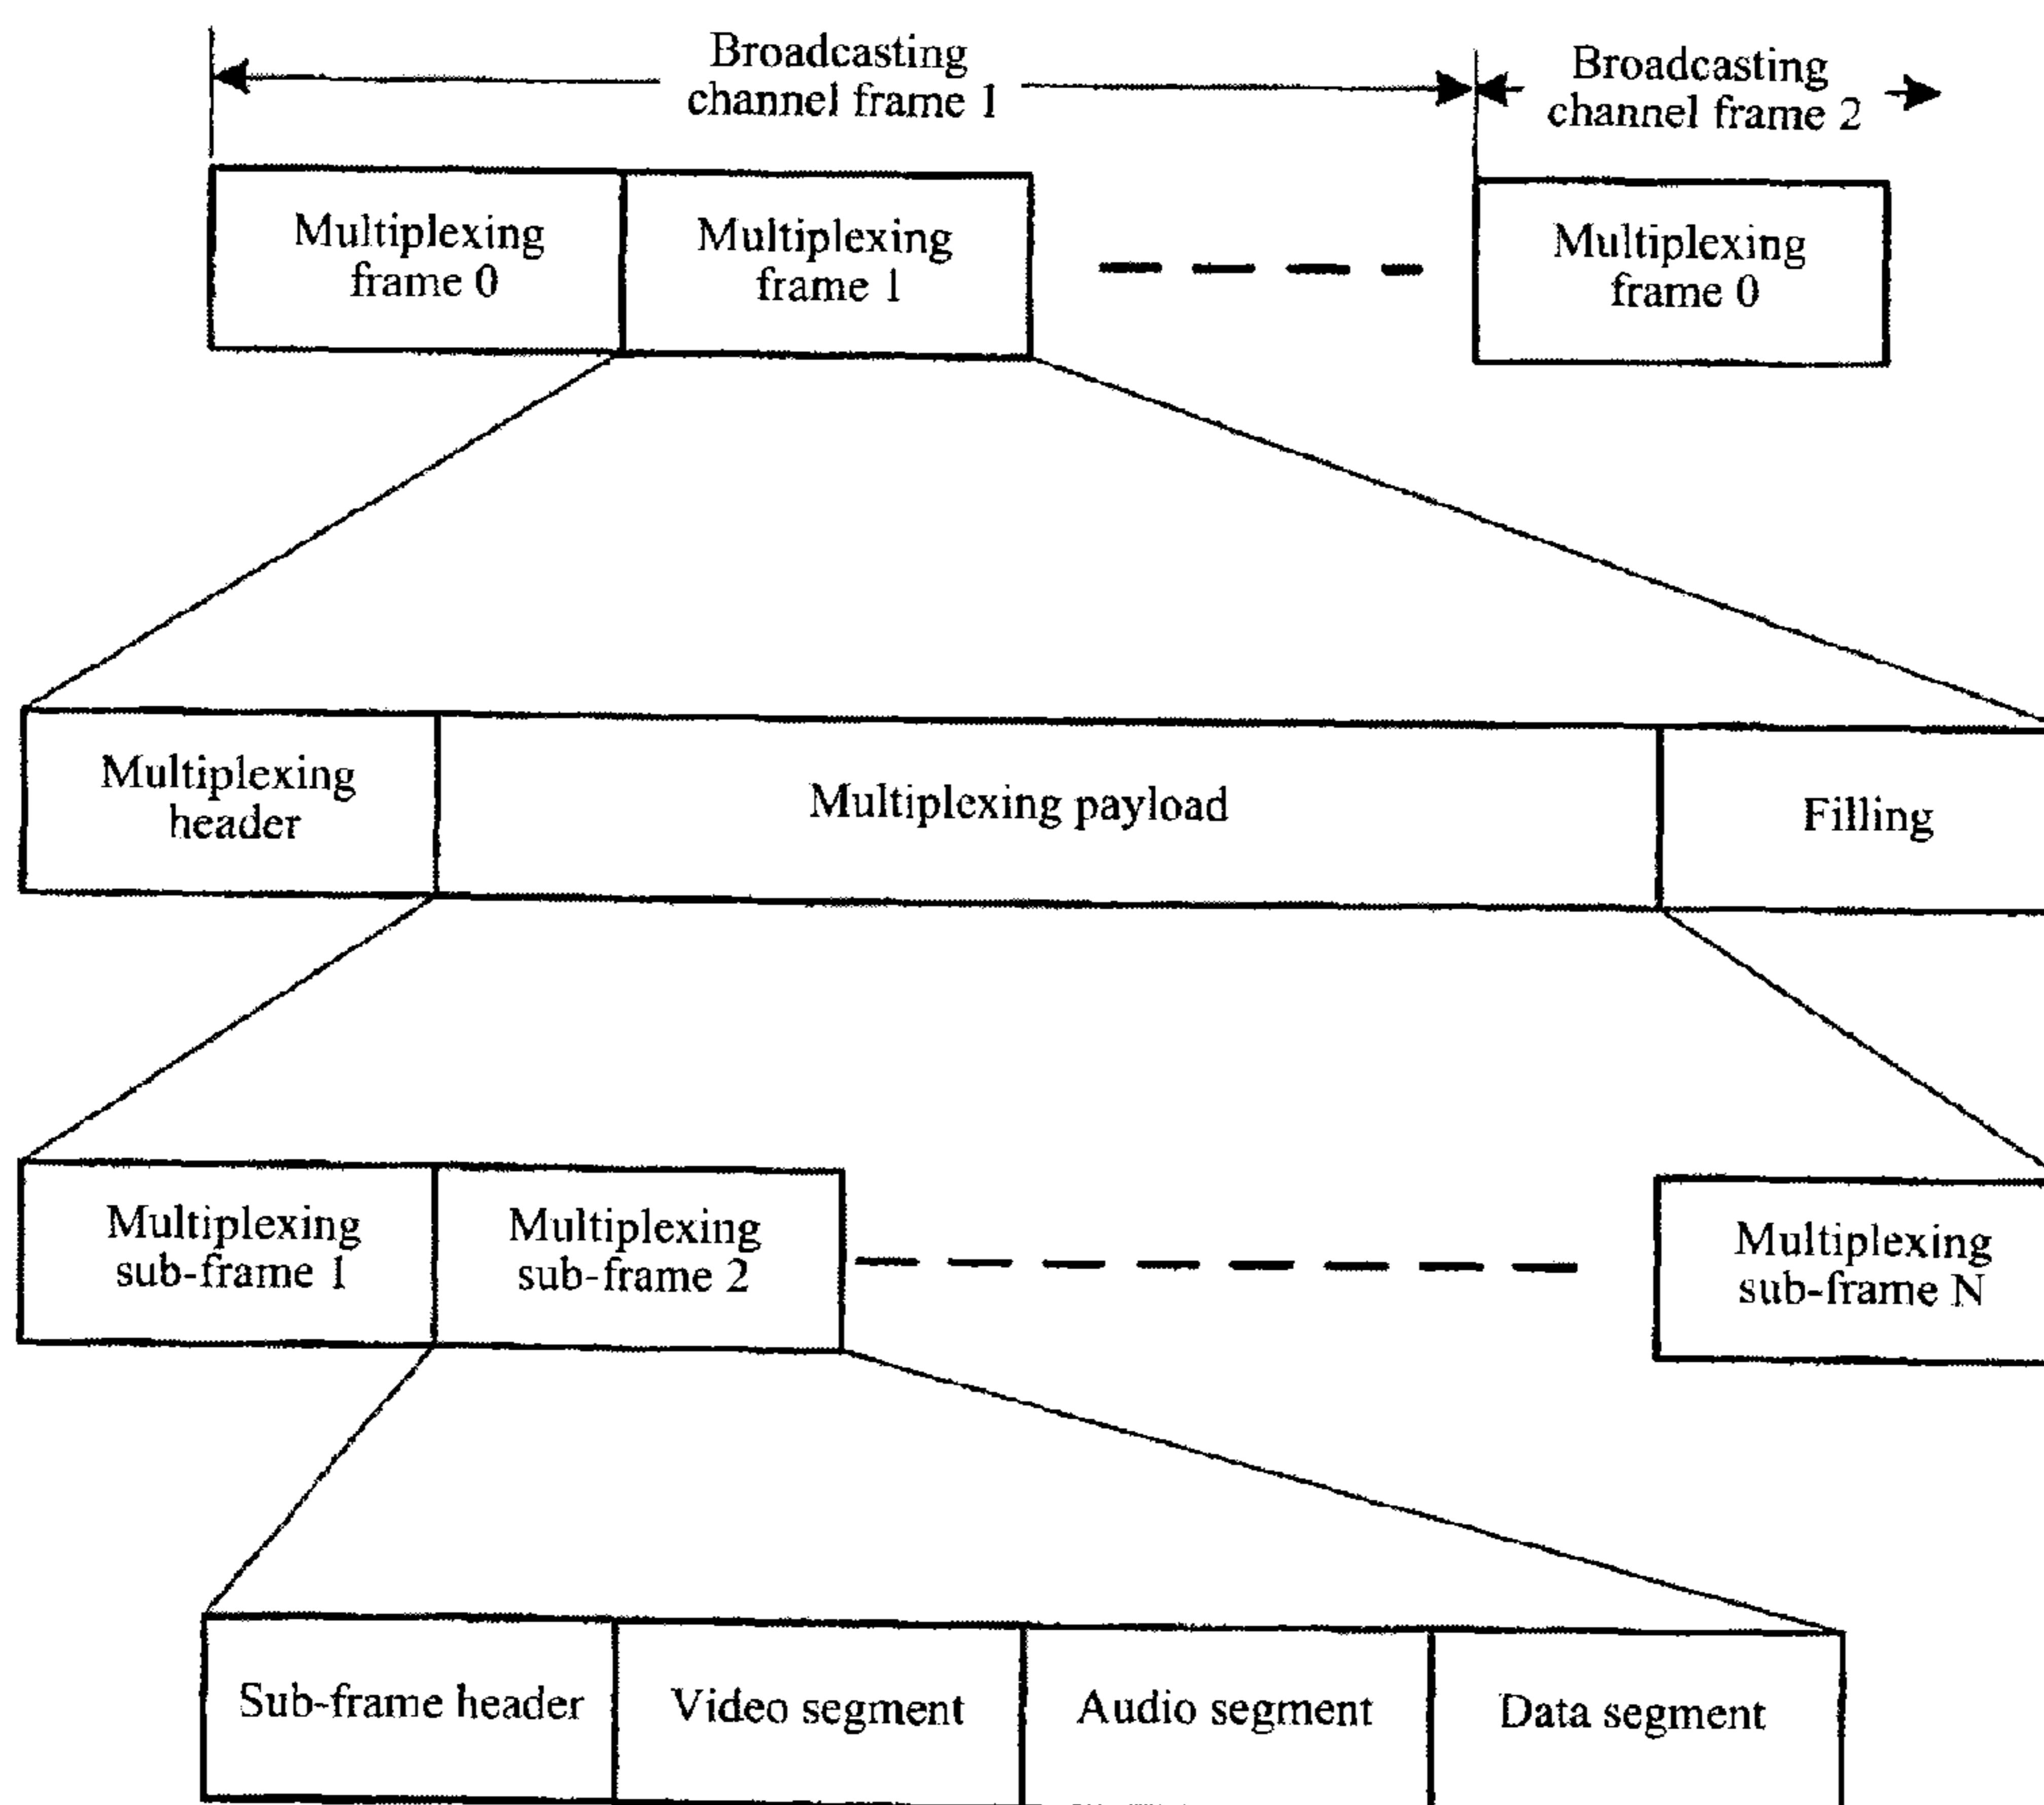 Broadcasting
channel frame 1
Broadcasting
channel frame 2
Multiplexing
frame 0
Multiplexing
frame 1
Multiplexing
frame 0
Multiplexing
header
Multiplexing payload
Filling
Multiplexing
sub-frame 1
Multiplexing
sub-frame 2
Multiplexing
sub-frame N
Sub-frame header
Video segment
Audio segment
Data segment